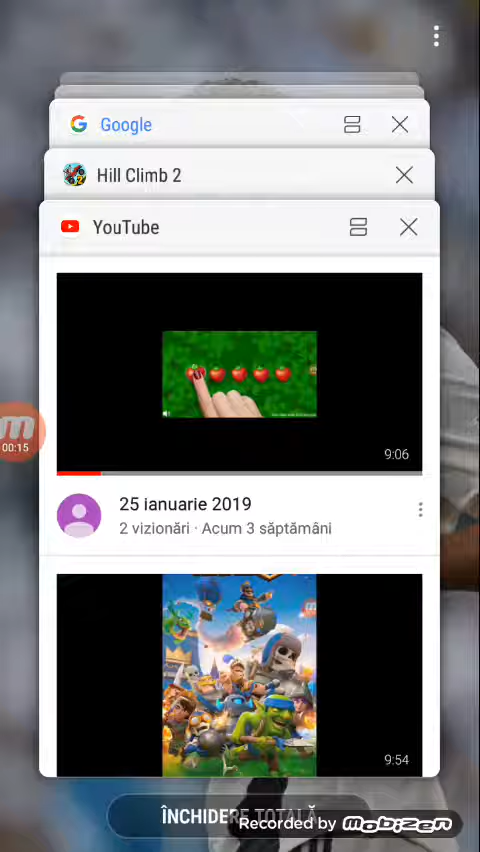 Google
Hill Climb 2
YouTube
9:06
00:15
25 ianuarie 2019
2 vizionări · Acum 3 săptămâni
9:54
ÎNCHIDERE TOTALĂ
Recorded by mobizen